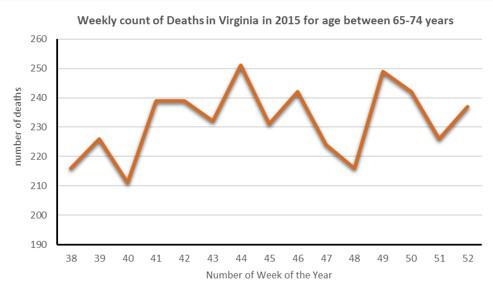 Weekly count of Deaths in Virginia in 2015 for age between 65-74 years
260
250
240
230
220
210
200
190
number of deaths
38 39 40 41 42 43 44 45 46 47 48 49 50 51 52
Number of Week of the Year